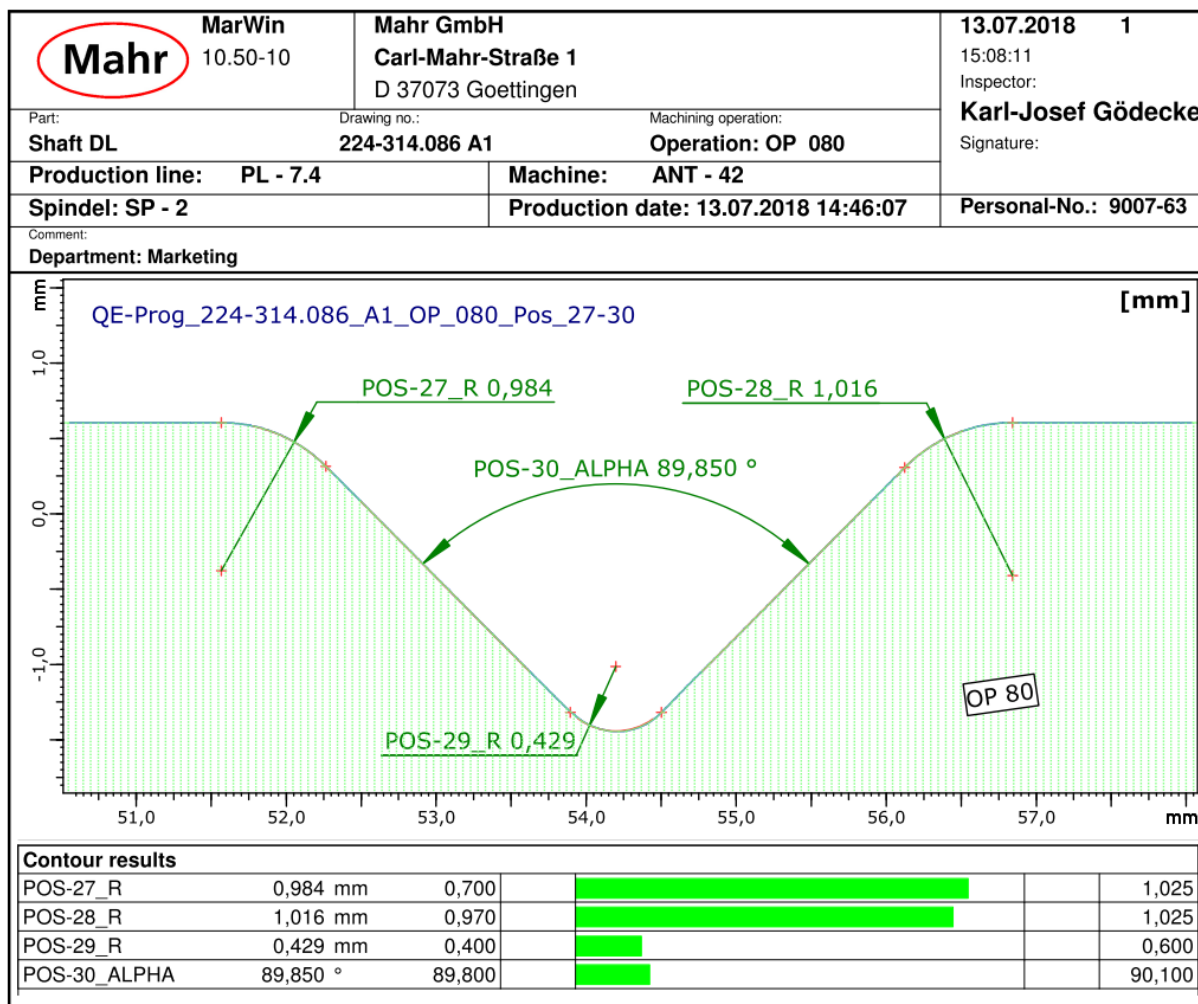 Mahr
MarWin
10.50-10
Mahr GmbH
Carl-Mahr-Straße 1
D 37073 Goettingen
13.07.2018 1
15:08:11
Inspector:
Karl-Josef Gödecke
Signature:
Part:
Shaft DL
Drawing no.:
224-314.086 A1
Machining operation:
Operation: OP 080
Production line: PL - 7.4
Machine: ANT - 42
Spindel: SP - 2
Production date: 13.07.2018 14:46:07
Personal-No.: 9007-63
Comment:
Department: Marketing
mm
QE-Prog_224-314.086_A1_OP_080_Pos_27-30
[mm]
1,0
0,0
-1,0
POS-27_R 0,984
POS-28_R 1,016
POS-30_ALPHA 89,850 °
POS-29_R 0,429
OP 80
51,0 52,0 53,0 54,0 55,0 56,0 57,0 mm
Contour results
POS-27_R 0,984 mm 0,700 1,025
POS-28_R 1,016 mm 0,970 1,025
POS-29_R 0,429 mm 0,400 0,600
POS-30_ALPHA 89,850 ° 89,800 90,100